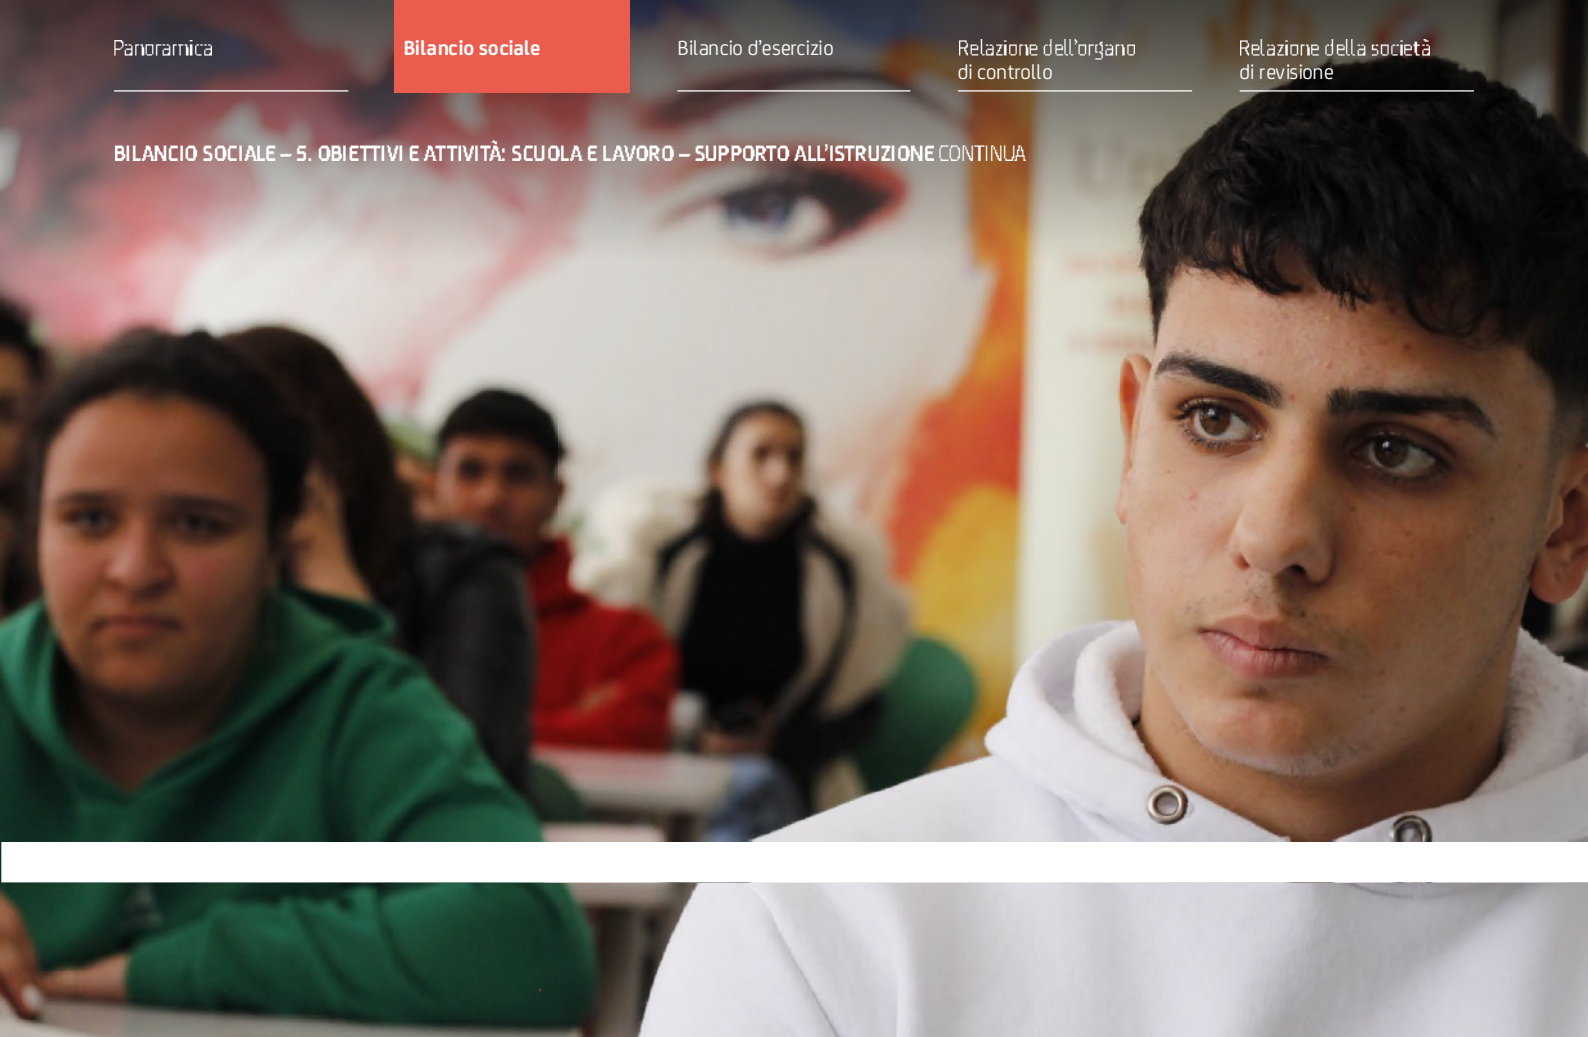 Panoramica
Bilancio sociale
Bilancio d'esercizio
Relazione dell'organo
di controllo
Relazione della società
di revisione
BILANCIO SOCIALE – 5. OBIETTIVI E ATTIVITÀ: SCUOLA E LAVORO – SUPPORTO ALL'ISTRUZIONE CONTINUA